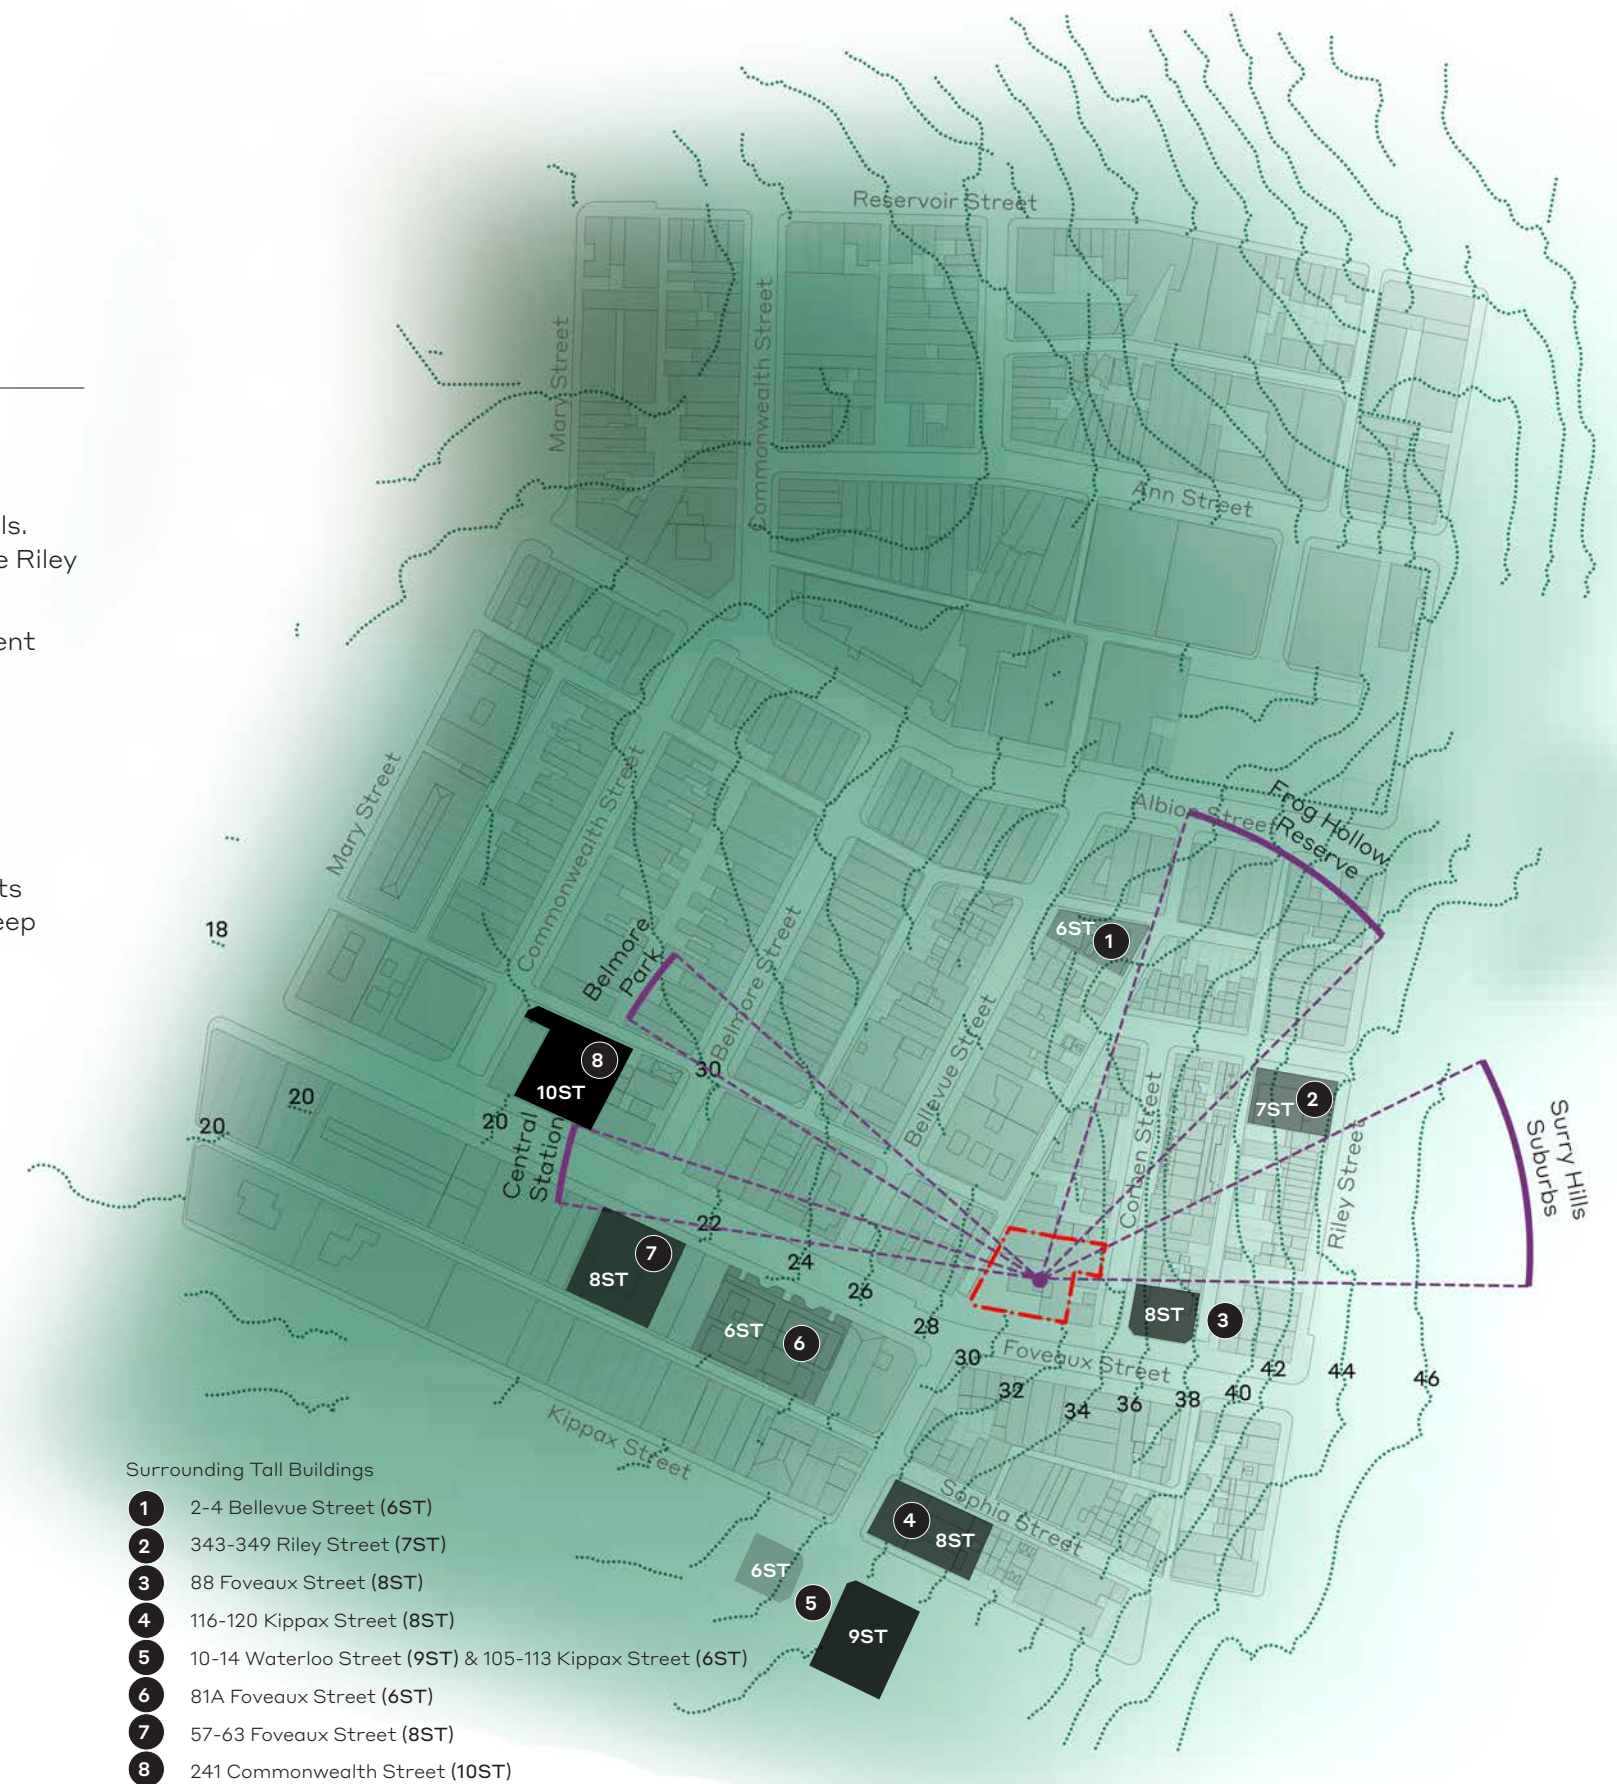 ls.
e Riley
ent
ts
eep
Reservoir Street
Mary Street
Commonwealth Street
Ann Street
Mary Street
Commonwealth Street
Albion Street
Frog Hollow
Reserve
Belmore
Park
Belmore Street
Bellevue Street
6ST
1
18
8
10ST
30
20
20
20
Central
Station
Corben Street
7ST
2
Riley Street
Surry Hills
Suburbs
22
7
8ST
24
26
28
6ST
6
8ST
3
Foveaux Street
30
32
34
36
38
40
42
44
46
Kippax Street
Sophia Street
4
8ST
6ST
5
9ST
Surrounding Tall Buildings
1 2-4 Bellevue Street (6ST)
2 343-349 Riley Street (7ST)
3 88 Foveaux Street (8ST)
4 116-120 Kippax Street (8ST)
5 10-14 Waterloo Street (9ST) & 105-113 Kippax Street (6ST)
6 81A Foveaux Street (6ST)
7 57-63 Foveaux Street (8ST)
8 241 Commonwealth Street (10ST)